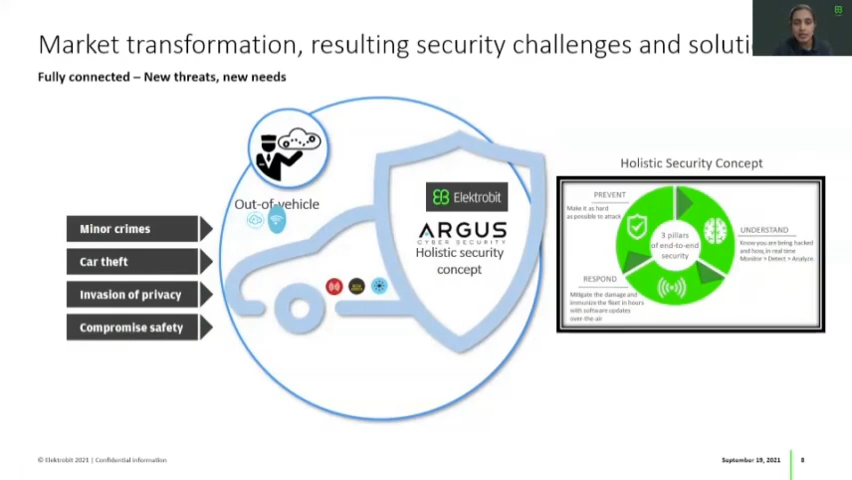 Market transformation, resulting security challenges and soluti
Fully connected – New threats, new needs
Out-of-vehicle
Minor crimes
Car theft
Invasion of privacy
Compromise safety
Elektrobit
ARGUS
CYBER SECURITY
Holistic security
concept
Holistic Security Concept
PREVENT
Make it as hard
as possible to attack
3 pillars
of end-to-end
security
UNDERSTAND
Know you are being hacked
and how, in real time
Monitor + Detect + Analyze.
RESPOND
Mitigate the damage and
immunize the fleet in hours
with software updates
over-the-air
© Elektrobit 2021 | Confidential information
September 19, 2021
8